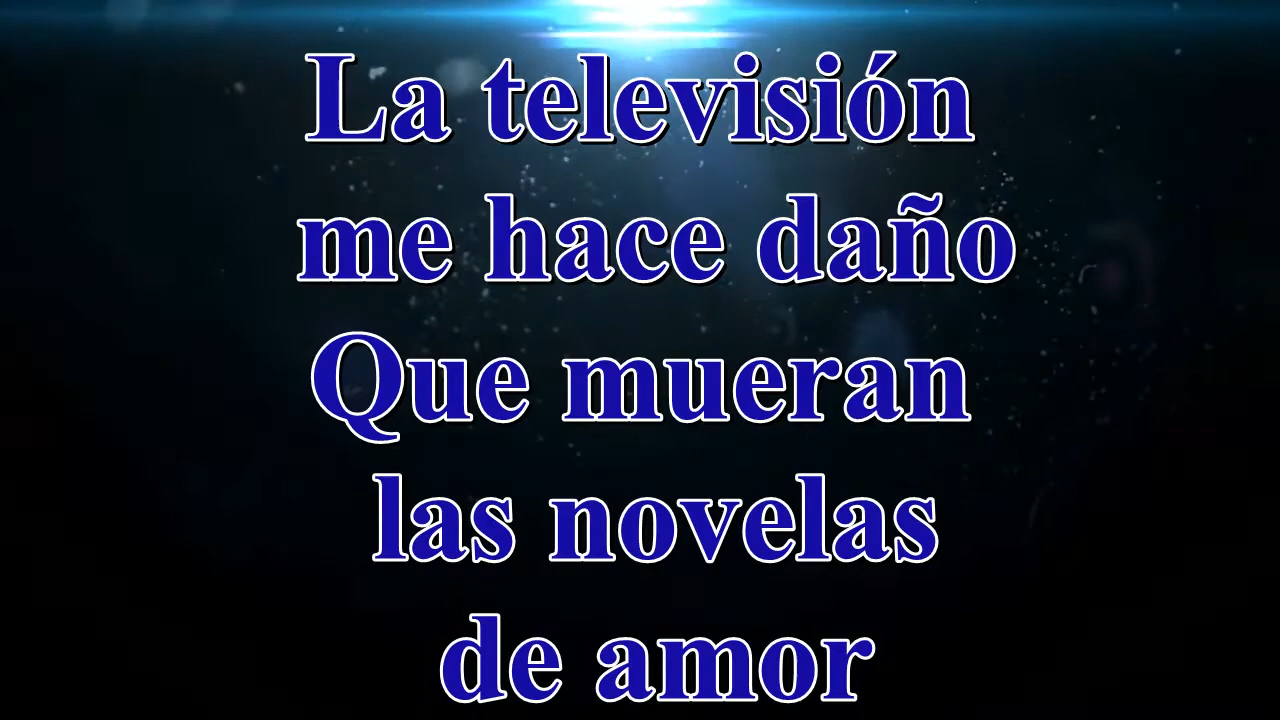 La televisión
me hace daño
Que mueran
las novelas
de amor